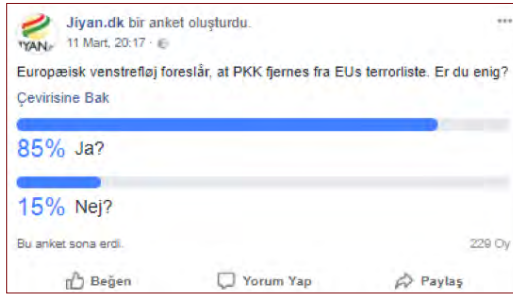 Jiyan.dk bir anket oluşturdu.
11 Mart, 20:17 ·
Europæisk venstrefløj foreslår, at PKK fjernes fra EUs terrorliste. Er du enig?
Çevirisine Bak
85% Ja?
15% Nej?
Bu anket sona erdi.
229 Oy
Beğen
Yorum Yap
Paylaş